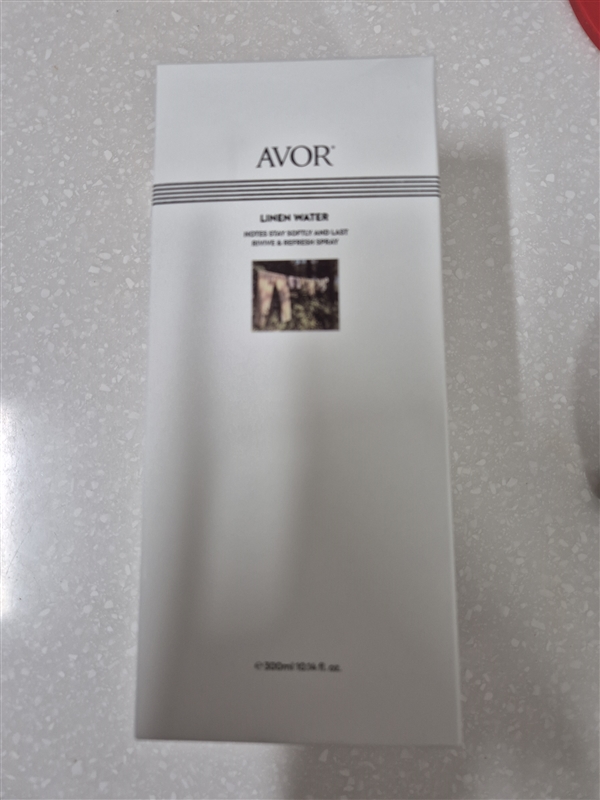 AVOR®
LINEN WATER
NOTES STAY SOFTLY AND LAST
REVIVE & REFRESH SPRAY
℮ 300ml 10.14 fl. oz.